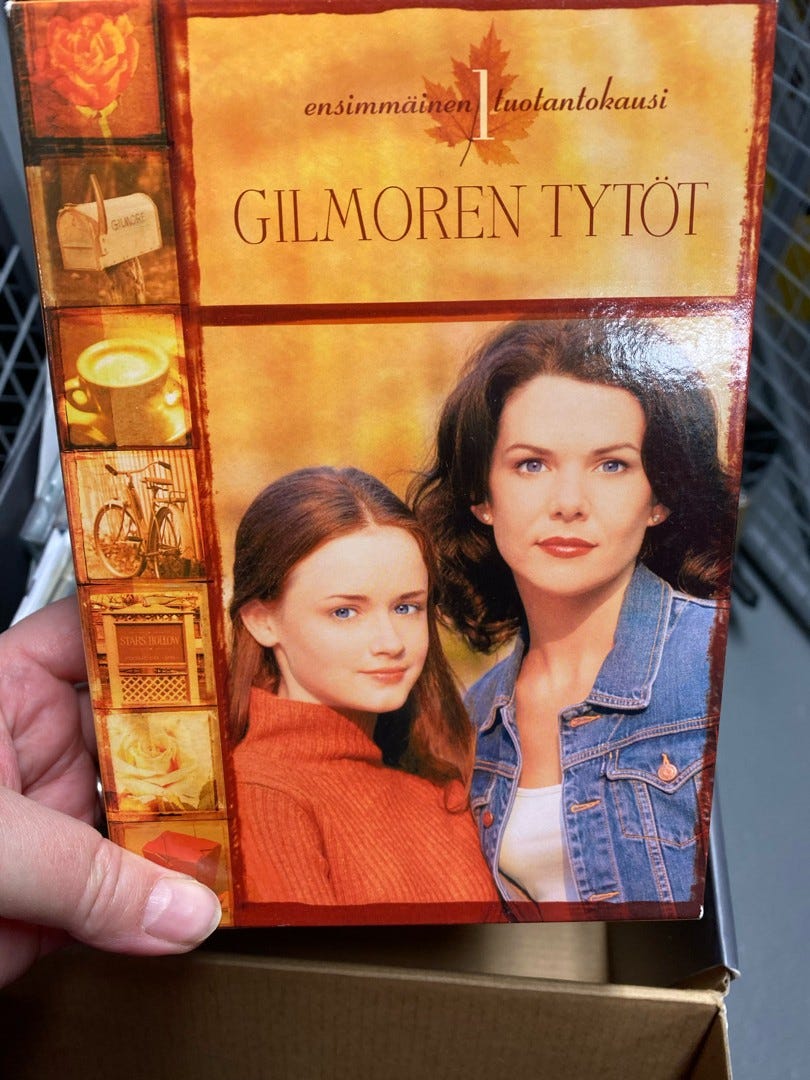 ensimmäinen 1 tuotantokausi
GILMOREN TYTÖT
GILMORE
STARS HOLLOW